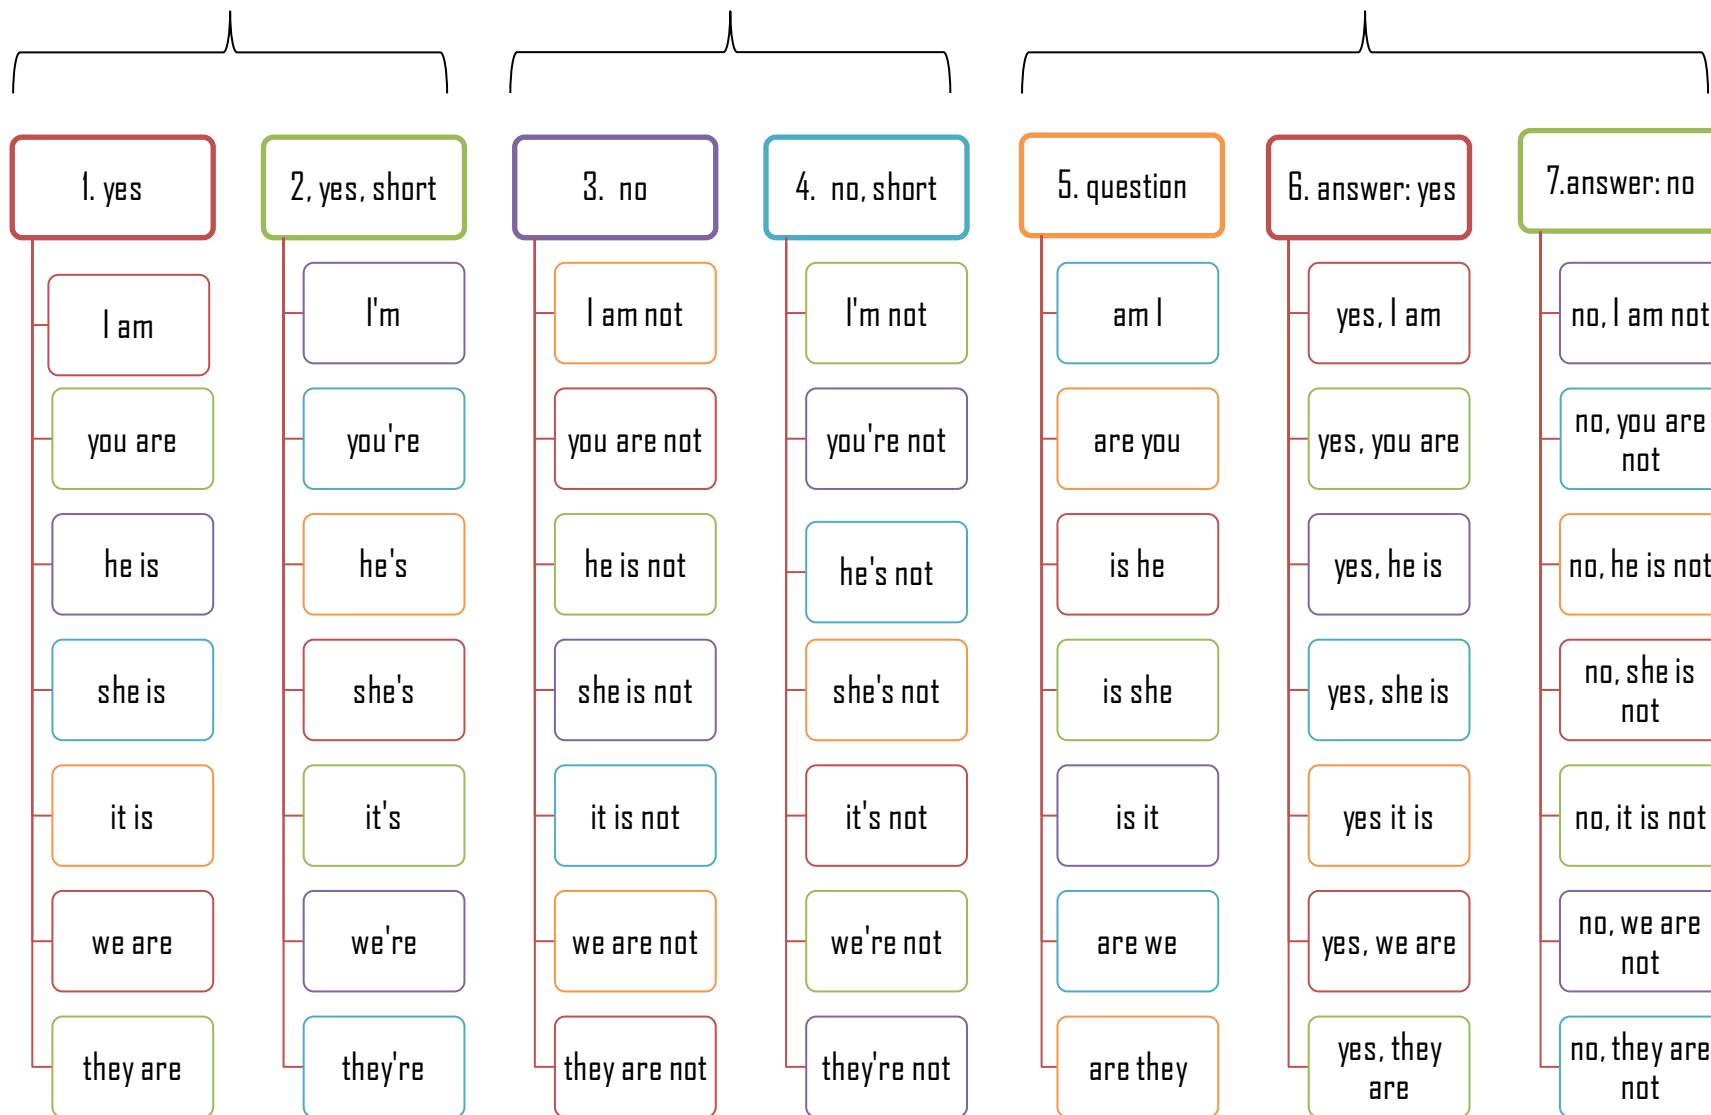 1. yes
I am
you are
he is
she is
it is
we are
they are
2, yes, short
I'm
you're
he's
she's
it's
we're
they're
3. no
I am not
you are not
he is not
she is not
it is not
we are not
they are not
4. no, short
I'm not
you're not
he's not
she's not
it's not
we're not
they're not
5. question
am I
are you
is he
is she
is it
are we
are they
6. answer: yes
yes, I am
yes, you are
yes, he is
yes, she is
yes it is
yes, we are
yes, they
are
7.answer: no
no, I am not
no, you are
not
no, he is not
no, she is
not
no, it is not
no, we are
not
no, they are
not